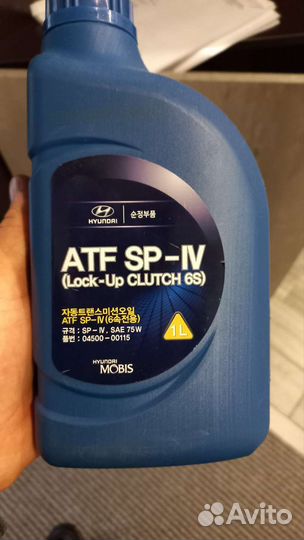 HYUNDAI 순정부품
ATF SP-IV
(Lock-Up CLUTCH 6S)
자동트랜스미션오일
ATF SP-IV(6속전용)
규격 : SP-IV, SAE 75W
품번 : 04500-00115
1L
HYUNDAI
MOBIS
Avito